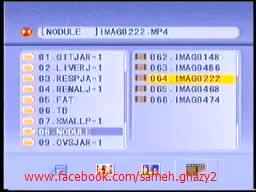 [NODULE ]IMAG0222.MP4
01.GITJAR~1
02.LIVERJ~1
03.RESPJA~1
04.RENALJ~1
05.FAT
06.TB
07.SMALLP~1
08.NODULE
09.OVSJAR~1
062.IMAG0148
063.IMAG0486
064.IMAG0222
065.IMAG0468
066.IMAG0474
www.facebook.com/sameh.ghazy2